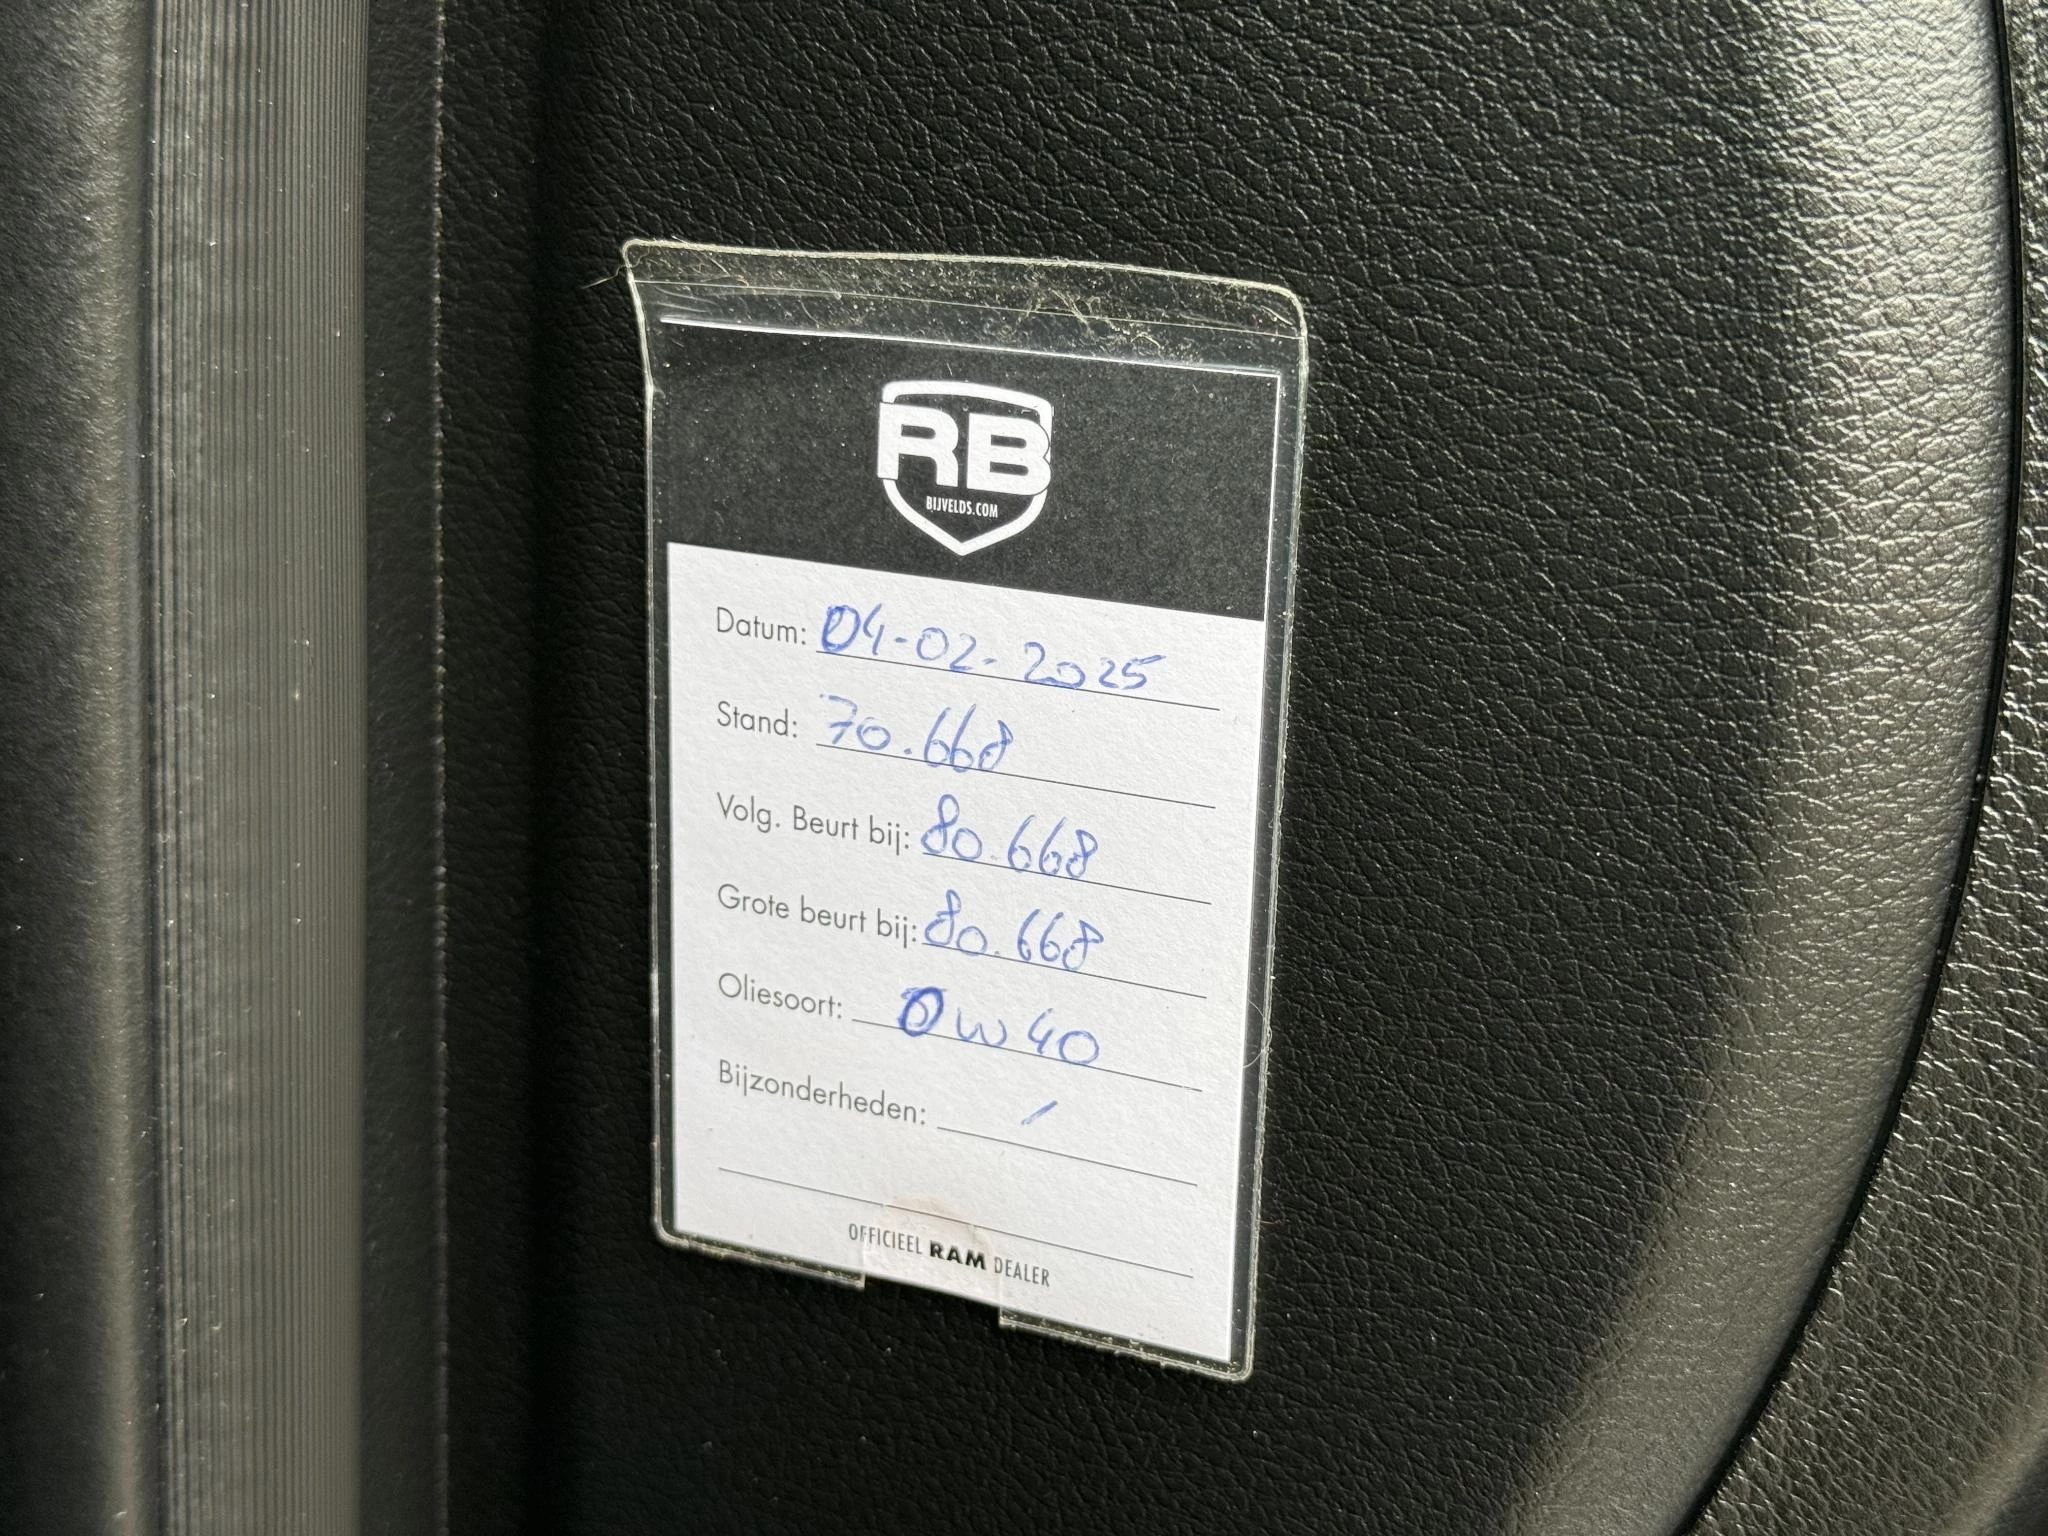 RB
BIJVELDS.COM
Datum: 04-02-2025
Stand: 70.668
Volg. Beurt bij: 80.668
Grote beurt bij: 80.668
Oliesoort: 0w40
Bijzonderheden: /
OFFICIEEL RAM DEALER